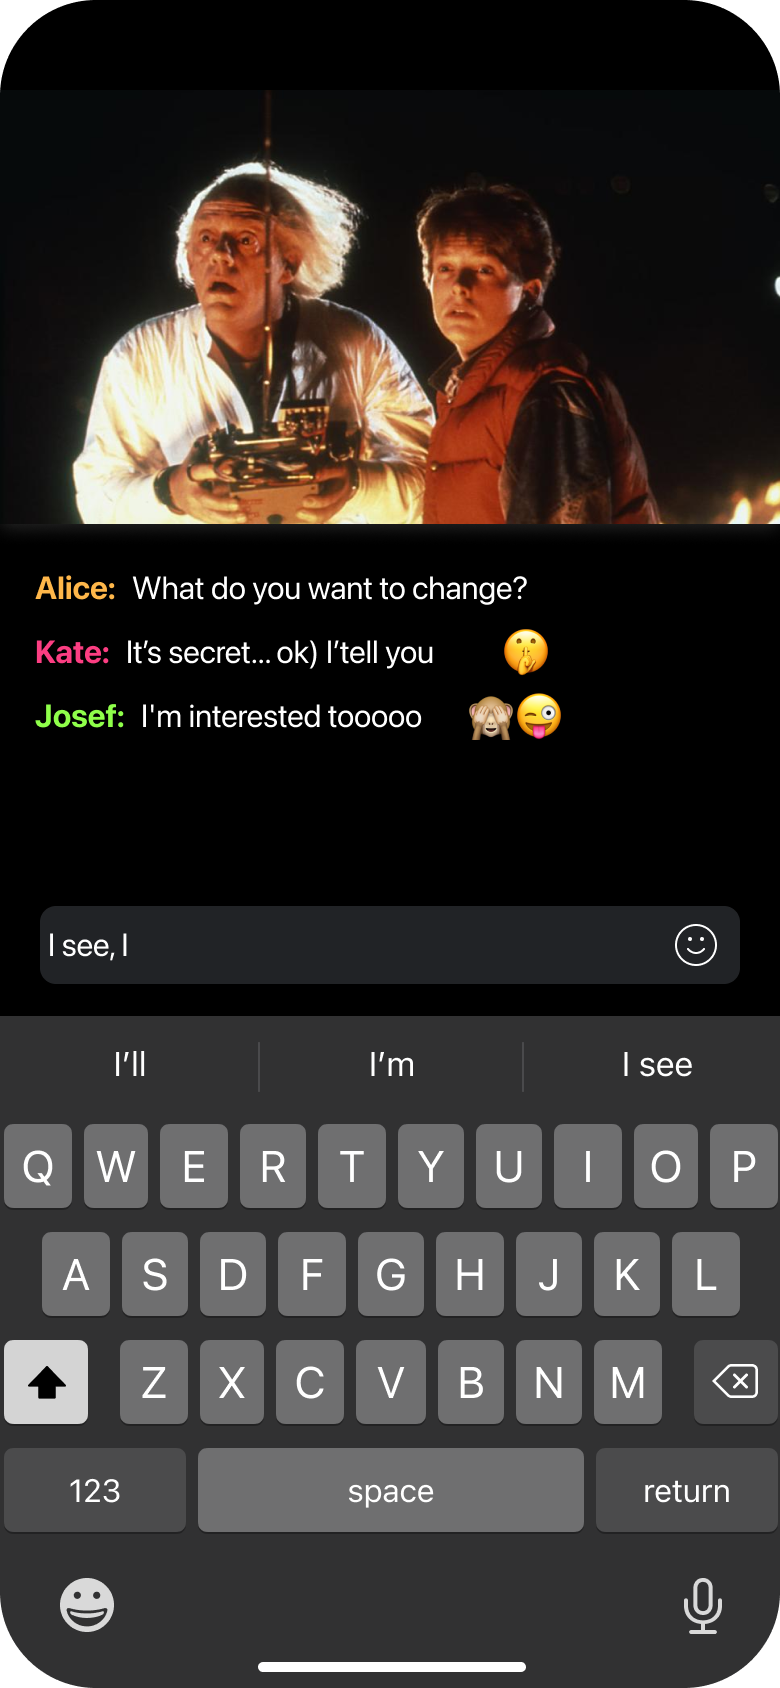 Alice: What do you want to change?
Kate: It’s secret... ok) I’tell you 🤫
Josef: I'm interested tooooo 🙈😜
I see, I
I’ll I’m I see
Q W E R T Y U I O P
A S D F G H J K L
Z X C V B N M
123 space return